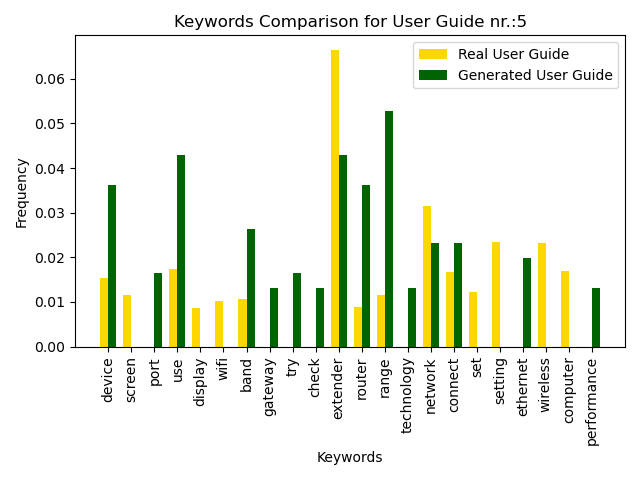 Keywords Comparison for User Guide nr.:5
Real User Guide
Generated User Guide
Frequency
0.06
0.05
0.04
0.03
0.02
0.01
0.00
device
screen
port
use
display
wifi
band
gateway
try
check
extender
router
range
technology
network
connect
set
setting
ethernet
wireless
computer
performance
Keywords